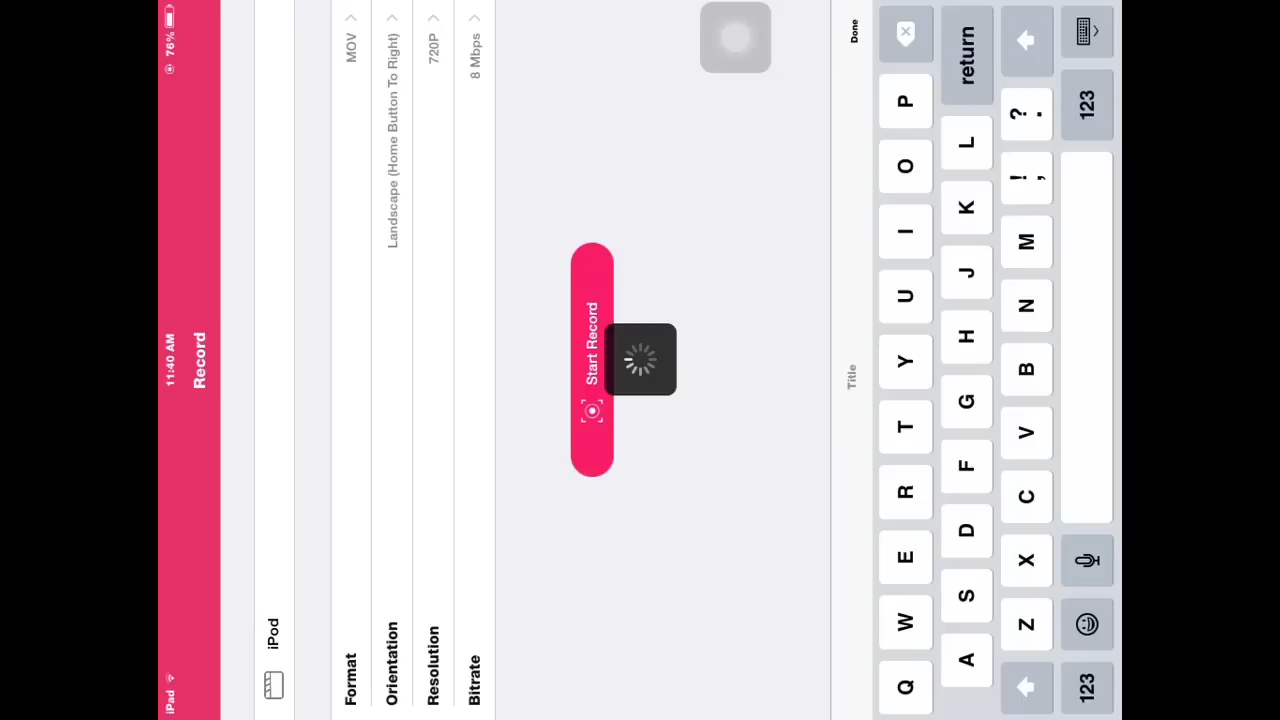 iPad 11:40 AM 76%
Record
iPod
Format MOV
Orientation Landscape (Home Button To Right)
Resolution 720P
Bitrate 8 Mbps
Start Record
Title Done
Q W E R T Y U I O P
A S D F G H J K L return
Z X C V B N M ! , ? .
123 123